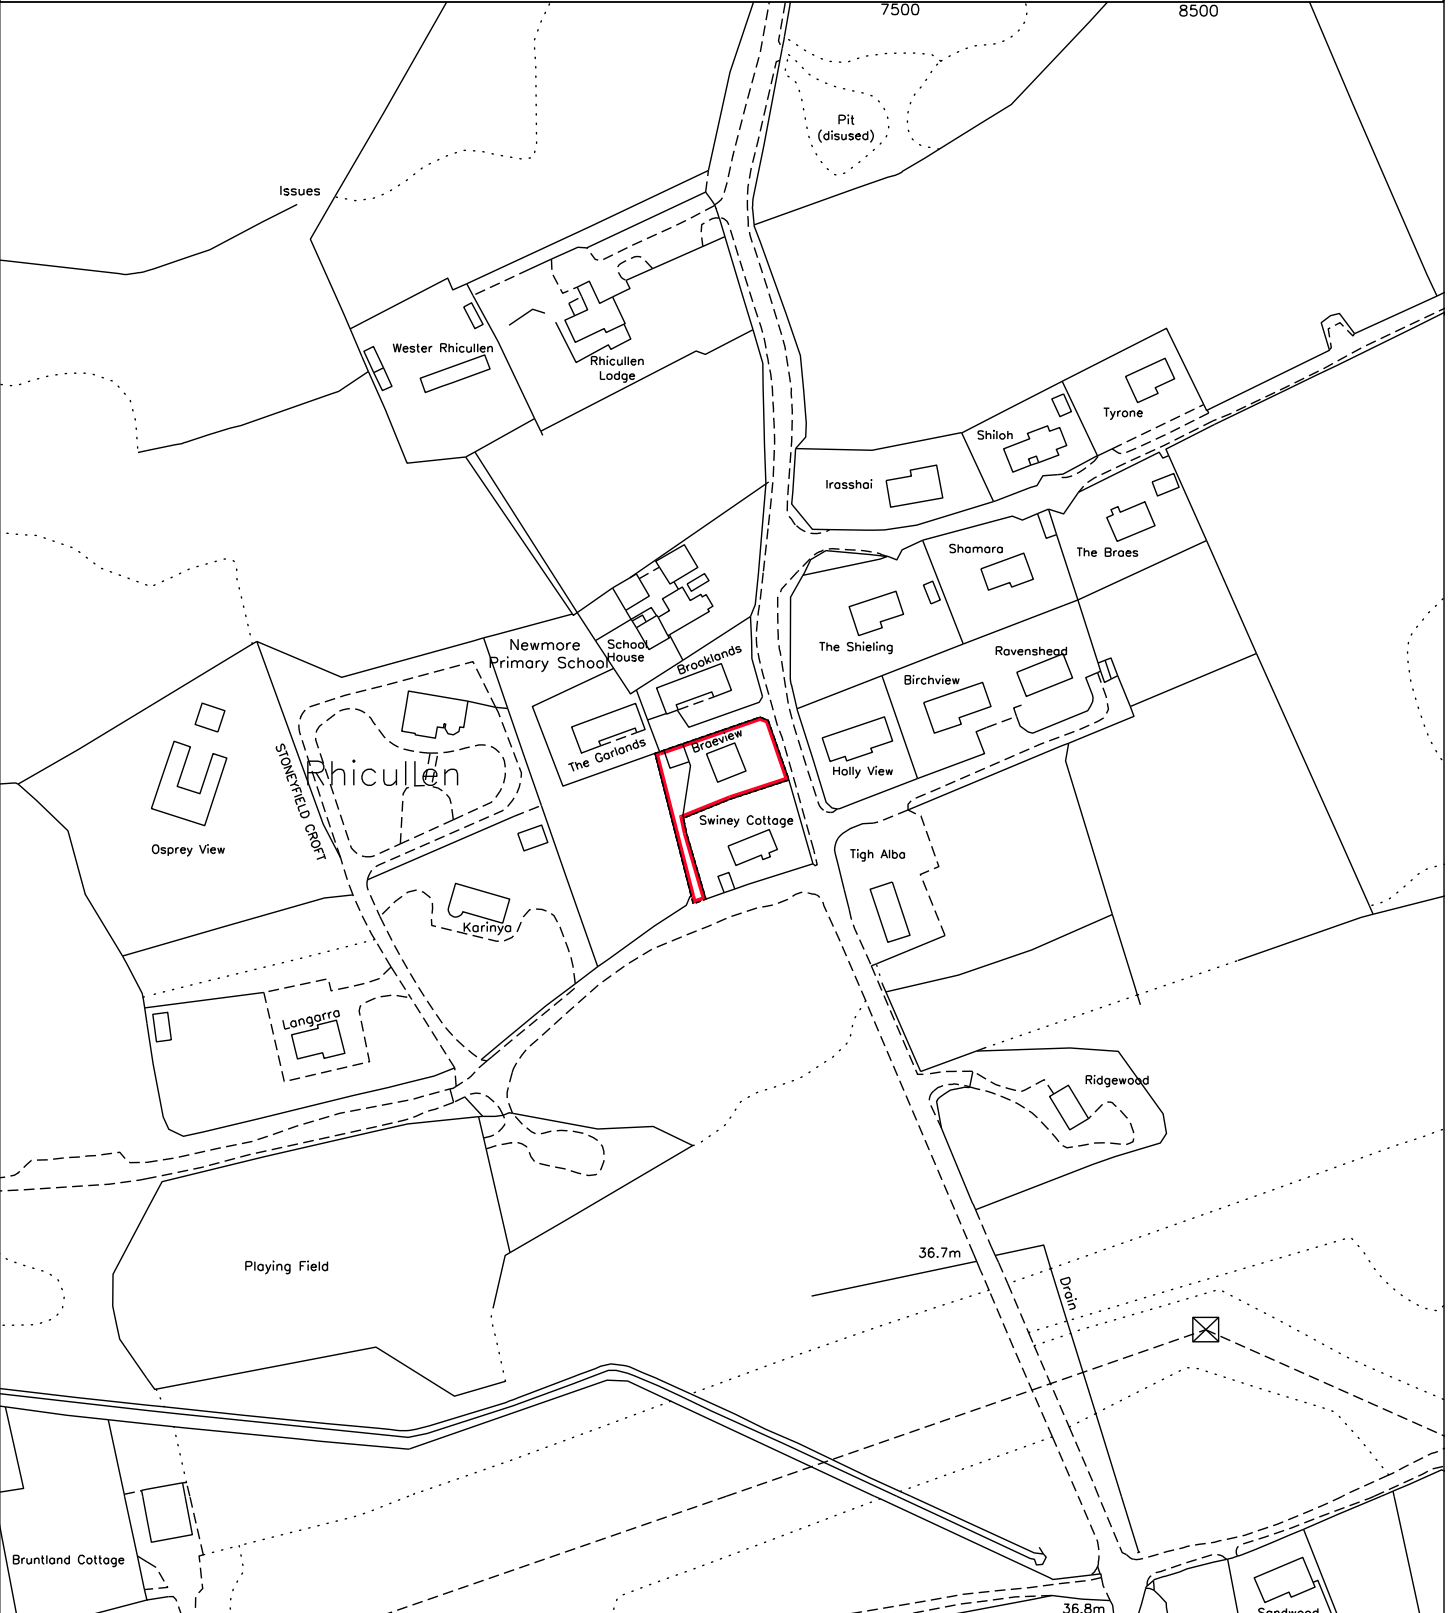 7500
8500
Pit
(disused)
Issues
Wester Rhicullen
Rhicullen
Lodge
Tyrone
Shiloh
Irasshai
Shamara
The Braes
Newmore
Primary School
School
House
Brooklands
The Shieling
Ravenshead
Birchview
The Garlands
Braeview
Holly View
STONEYFIELD CROFT
Rhicullen
Osprey View
Swiney Cottage
Tigh Alba
Karinya
Langarra
Ridgewood
36.7m
Playing Field
Drain
Bruntland Cottage
36.8m
Sandwood